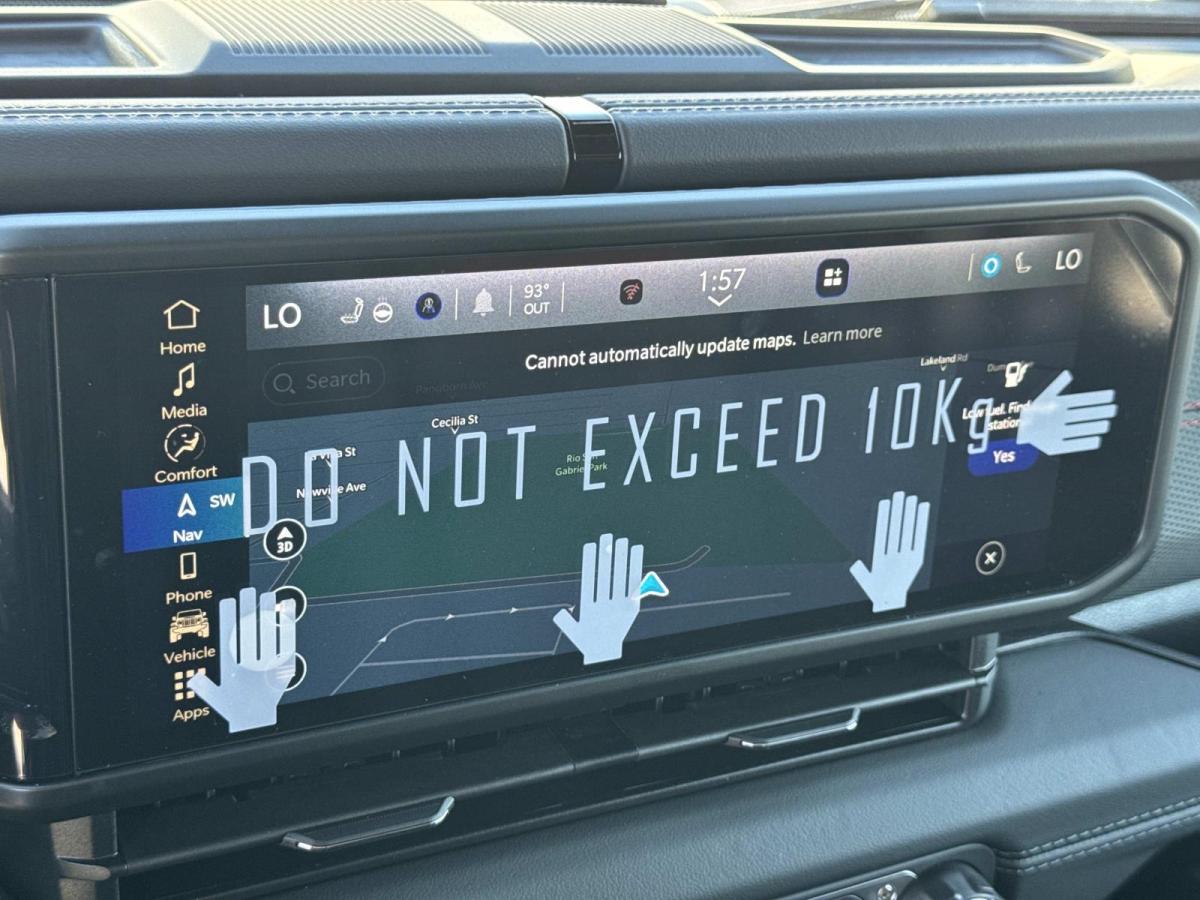 LO
93°
OUT
1:57
LO
Home
Media
Comfort
SW
Nav
Phone
Vehicle
Apps
Cannot automatically update maps. Learn more
Search
Lakeland Rd
Cecilia St
DO NOT EXCEED 10Kg
Yes
3D